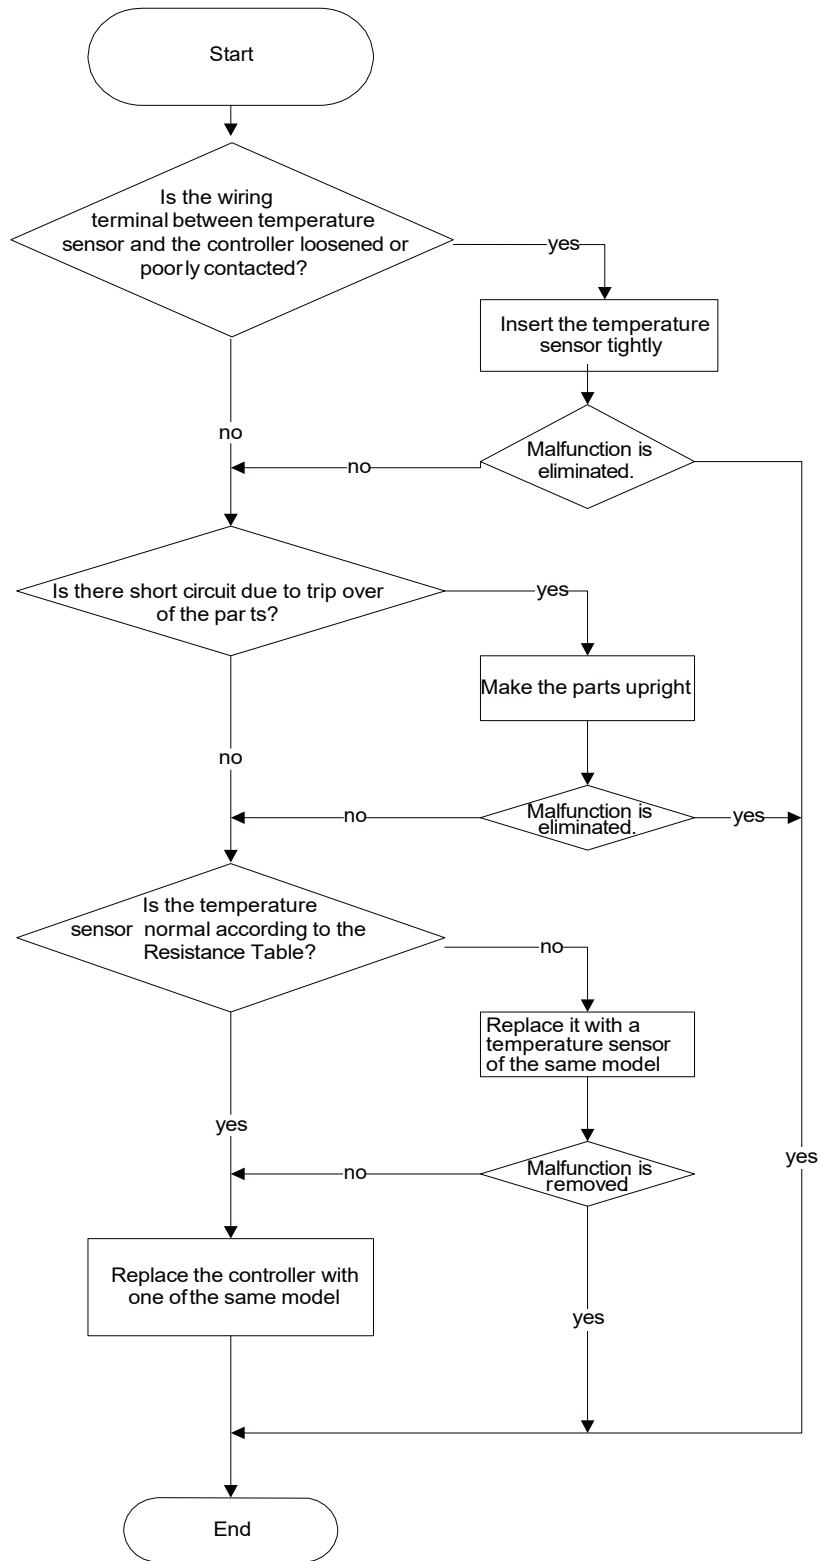 Start
Is the wiring
terminal between temperature
sensor and the controller loosened or
poorly contacted?
yes
Insert the temperature
sensor tightly
no
Malfunction is
eliminated.
no
Is there short circuit due to trip over
of the par ts?
yes
Make the parts upright
no
Malfunction is
eliminated.
no
yes
Is the temperature
sensor normal according to the
Resistance Table?
no
Replace it with a
temperature sensor
of the same model
yes
yes
Malfunction is
removed
no
Replace the controller with
one of the same model
yes
End